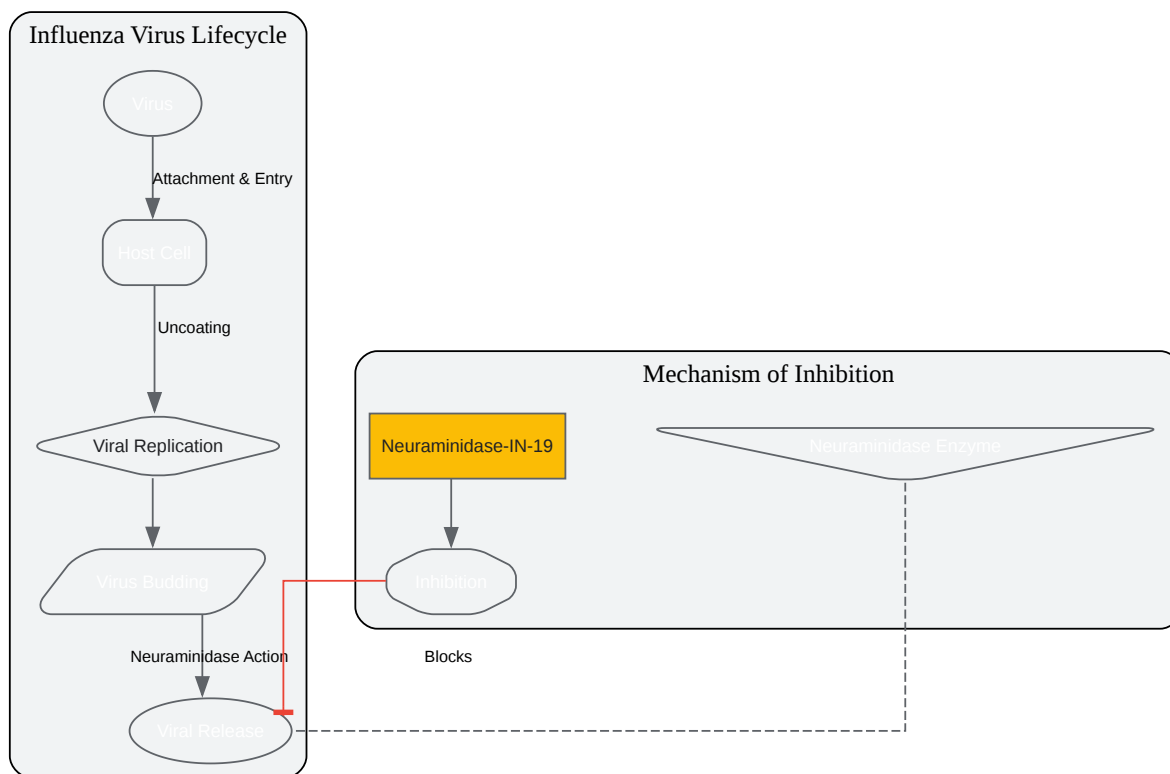 Influenza Virus Lifecycle
Virus
Attachment & Entry
Host Cell
Uncoating
Viral Replication
Virus Budding
Neuraminidase Action
Viral Release
Mechanism of Inhibition
Neuraminidase-IN-19
Neuraminidase Enzyme
Inhibition
Blocks